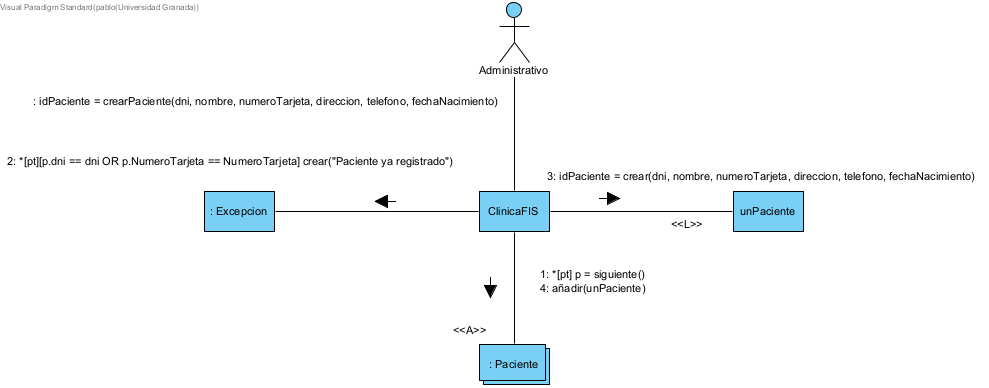 Visual Paradigm Standard(pablo(Universidad Granada))
Administrativo
: idPaciente = crearPaciente(dni, nombre, numeroTarjeta, direccion, telefono, fechaNacimiento)
2: *[pt][p.dni == dni OR p.NumeroTarjeta == NumeroTarjeta] crear("Paciente ya registrado")
3: idPaciente = crear(dni, nombre, numeroTarjeta, direccion, telefono, fechaNacimiento)
: Excepcion
ClinicaFIS
unPaciente
<<L>>
1: *[pt] p = siguiente()
4: añadir(unPaciente)
<<A>>
: Paciente